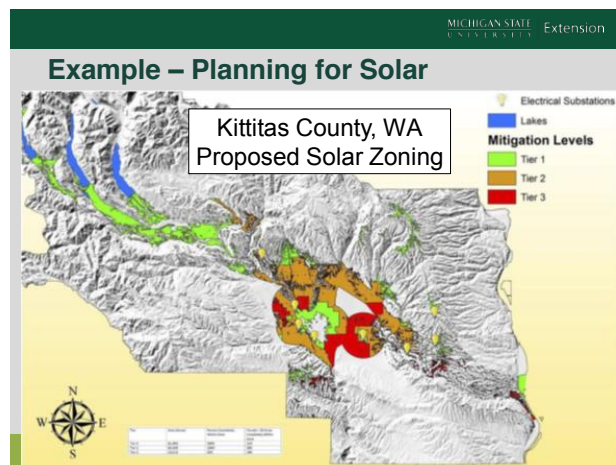 MICHIGAN STATE
UNIVERSITY
Extension
Example – Planning for Solar
Kittitas County, WA
Proposed Solar Zoning
Electrical Substations
Lakes
Mitigation Levels
Tier 1
Tier 2
Tier 3
N
W E
S